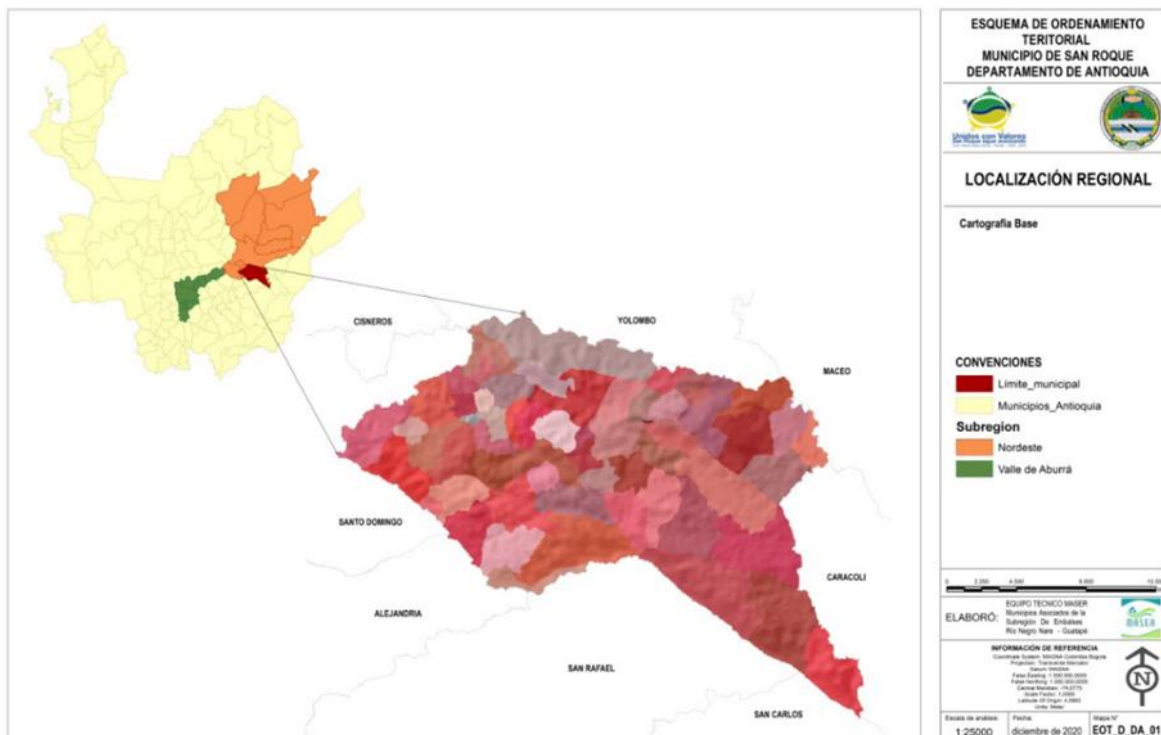 ESQUEMA DE ORDENAMIENTO
TERITORIAL
MUNICIPIO DE SAN ROQUE
DEPARTAMENTO DE ANTIOQUIA
Unidos con Valores
LOCALIZACIÓN REGIONAL
Cartografía Base
CISNEROS
YOLOMBO
MACEO
SANTO DOMINGO
CARACOLI
ALEJANDRIA
SAN RAFAEL
SAN CARLOS
CONVENCIONES
Límite_municipal
Municipios_Antioquia
Subregion
Nordeste
Valle de Aburrá
ELABORÓ:
EQUIPO TECNICO MASER
Municipios Asociados de la
Subregión De Embalses
Rio Negro Nare - Guatapé
MASER
INFORMACIÓN DE REFERENCIA
N
Escala de análisis:
1:25000
Fecha:
diciembre de 2020
Mapa N°
EOT_D_DA_01